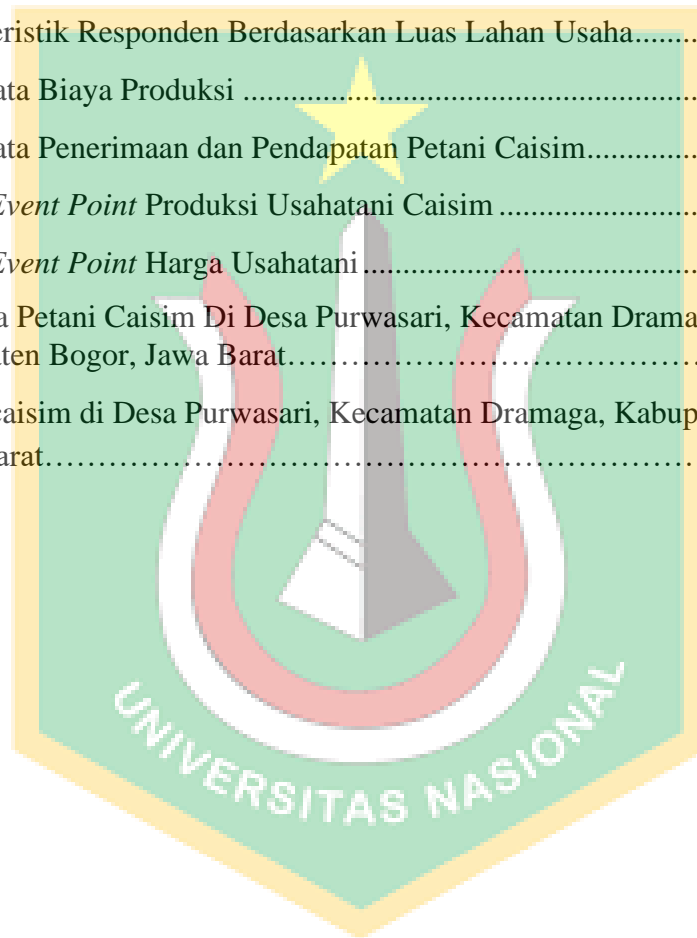 eristik Responden Berdasarkan Luas Lahan Usaha........
ata Biaya Produksi ..........................................................
ata Penerimaan dan Pendapatan Petani Caisim..............
Event Point Produksi Usahatani Caisim .........................
Event Point Harga Usahatani ..........................................
a Petani Caisim Di Desa Purwasari, Kecamatan Drama
ten Bogor, Jawa Barat…………………………………
caisim di Desa Purwasari, Kecamatan Dramaga, Kabup
arat……………………………………………………
UNIVERSITAS NASIONAL